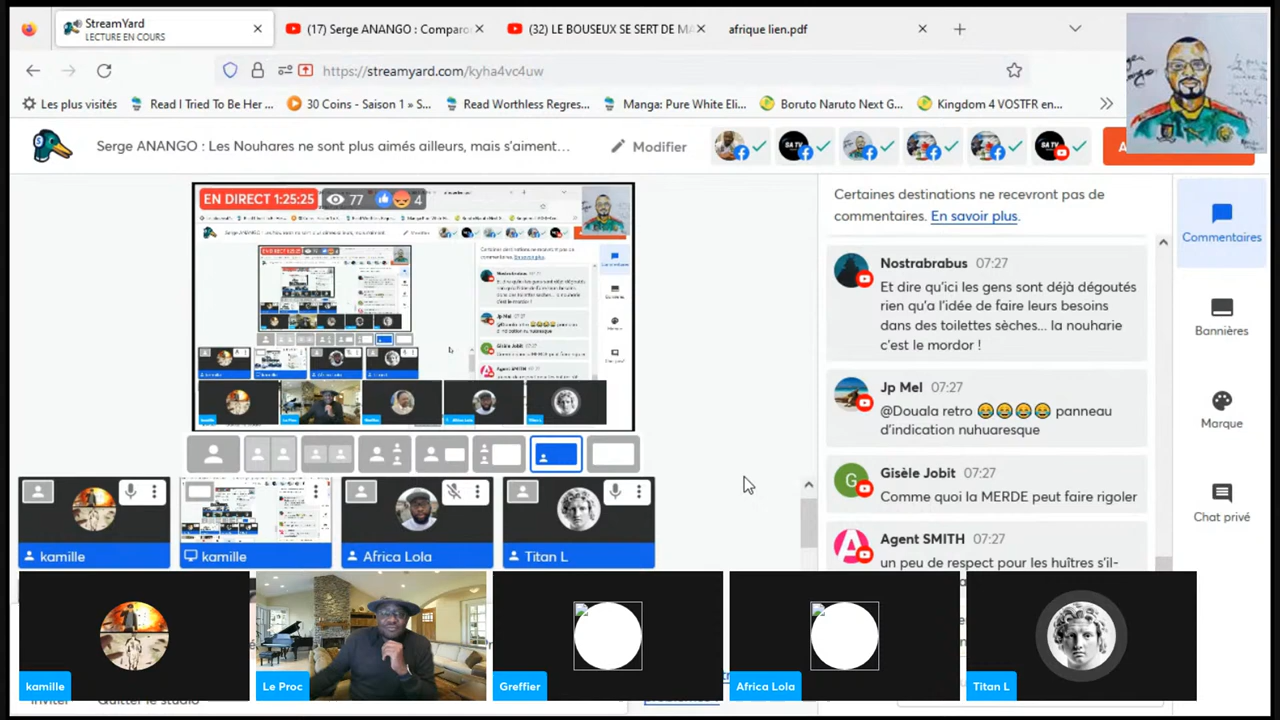 StreamYard
LECTURE EN COURS
(17) Serge ANANGO : Comparo
(32) LE BOUSEUX SE SERT DE MA
afrique lien.pdf
https://streamyard.com/kyha4vc4uw
Les plus visités
Read I Tried To Be Her ...
30 Coins - Saison 1 » S...
Read Worthless Regres...
Manga: Pure White Eli...
Boruto Naruto Next G...
Kingdom 4 VOSTFR en...
Serge ANANGO : Les Nouhares ne sont plus aimés ailleurs, mais s'aiment...
Modifier
EN DIRECT 1:25:25
77
4
Certaines destinations ne recevront pas de
commentaires. En savoir plus.
Commentaires
Nostrabantus 07:27
Et dire qu'ici les gens sont déjà dégoutés
rien qu'a l'idée de faire leurs besoins
dans des toilettes sèches... la nouharie
c'est le mordor !
Bannières
Jp Mel 07:27
@Douala retro 😂😂😂😂 panneau
d'indication nuhuaresque
Marque
Gisèle Jobit 07:27
Comme quoi la MERDE peut faire rigoler
Chat privé
Agent SMITH 07:27
un peu de respect pour les huîtres s'il-
kamille
kamille
Africa Lola
Titan L
kamille
Le Proc
Greffier
Africa Lola
Titan L
Inviter
Quitter le studio